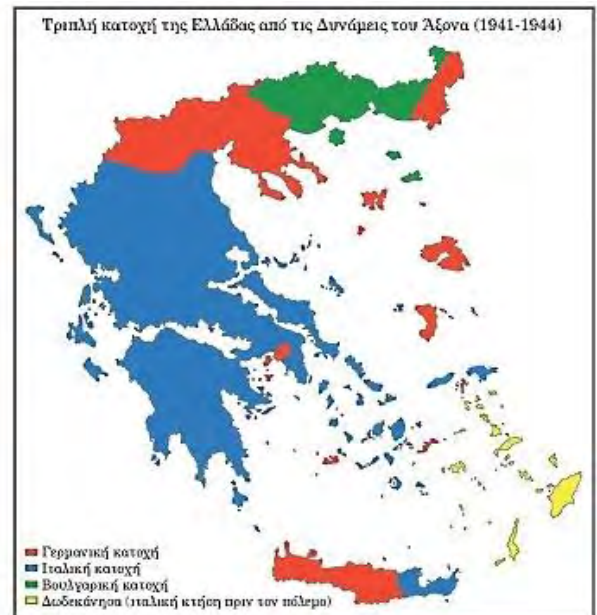 Τριπλή κατοχή της Ελλάδας από τις Δυνάμεις του Άξονα (1941-1944)
Γερμανική κατοχή
Ιταλική κατοχή
Βουλγαρική κατοχή
Δωδεκάνησα (ιταλική κτήση πριν τον πόλεμο)